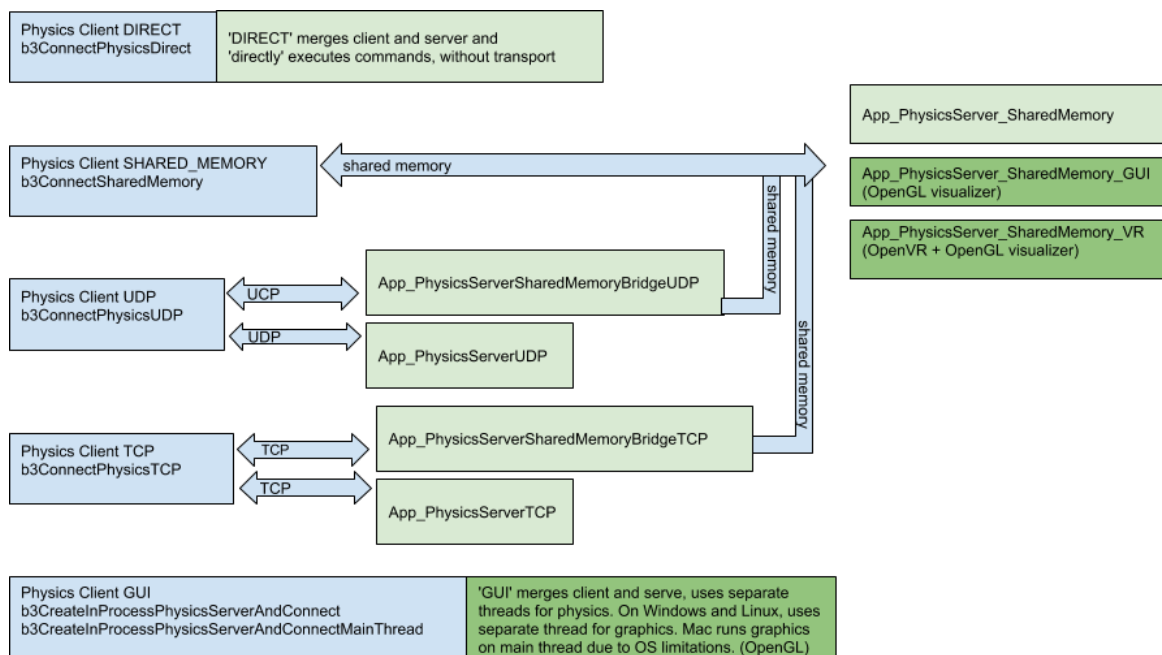 Physics Client DIRECT
b3ConnectPhysicsDirect
'DIRECT' merges client and server and
'directly' executes commands, without transport
App_PhysicsServer_SharedMemory
Physics Client SHARED_MEMORY
b3ConnectSharedMemory
shared memory
App_PhysicsServer_SharedMemory_GUI
(OpenGL visualizer)
App_PhysicsServer_SharedMemory_VR
(OpenVR + OpenGL visualizer)
shared memory
shared memory
Physics Client UDP
b3ConnectPhysicsUDP
UCP
UDP
App_PhysicsServerSharedMemoryBridgeUDP
App_PhysicsServerUDP
Physics Client TCP
b3ConnectPhysicsTCP
TCP
TCP
App_PhysicsServerSharedMemoryBridgeTCP
App_PhysicsServerTCP
Physics Client GUI
b3CreateInProcessPhysicsServerAndConnect
b3CreateInProcessPhysicsServerAndConnectMainThread
'GUI' merges client and serve, uses separate
threads for physics. On Windows and Linux, uses
separate thread for graphics. Mac runs graphics
on main thread due to OS limitations. (OpenGL)